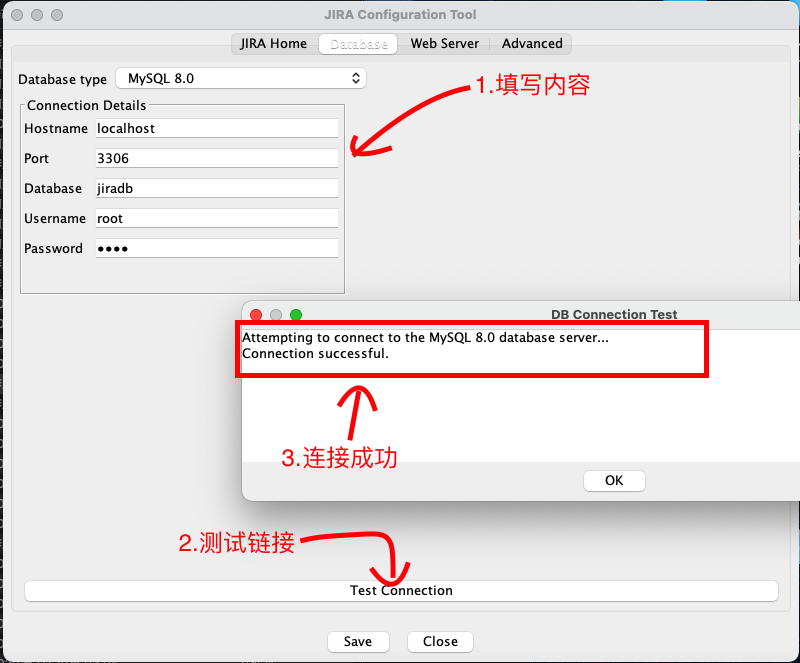 JIRA Configuration Tool
JIRA Home Database Web Server Advanced
Database type MySQL 8.0
1.填写内容
Connection Details
Hostname localhost
Port 3306
Database jiradb
Username root
Password ••••
DB Connection Test
Attempting to connect to the MySQL 8.0 database server...
Connection successful.
3.连接成功
OK
2.测试链接
Test Connection
Save Close